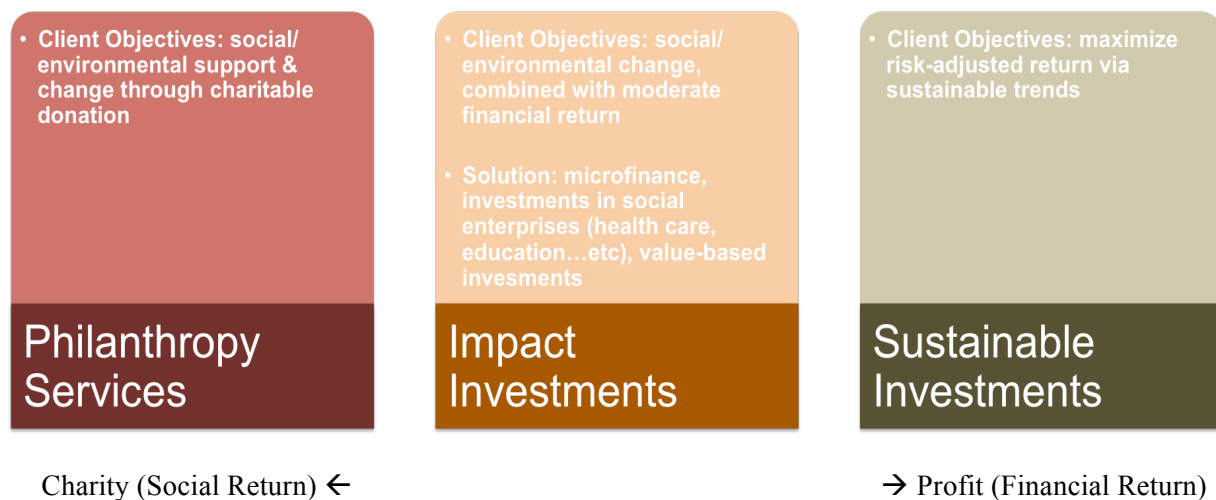 • Client Objectives: social/
environmental support &
change through charitable
donation
Philanthropy
Services
• Client Objectives: social/
environmental change,
combined with moderate
financial return
• Solution: microfinance,
investments in social
enterprises (health care,
education…etc), value-based
invesments
Impact
Investments
• Client Objectives: maximize
risk-adjusted return via
sustainable trends
Sustainable
Investments
Charity (Social Return) ←
→ Profit (Financial Return)